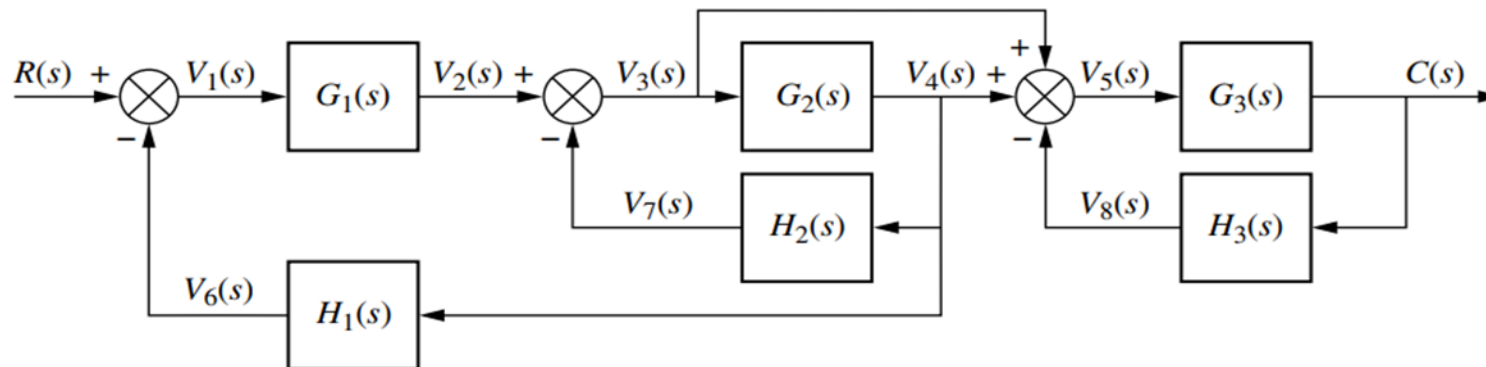 +
R(s) + V₁(s) G₁(s) V₂(s) + V₃(s) G₂(s) V₄(s) + V₅(s) G₃(s) C(s)
− − −
V₇(s) H₂(s) V₈(s) H₃(s)
V₆(s) H₁(s)